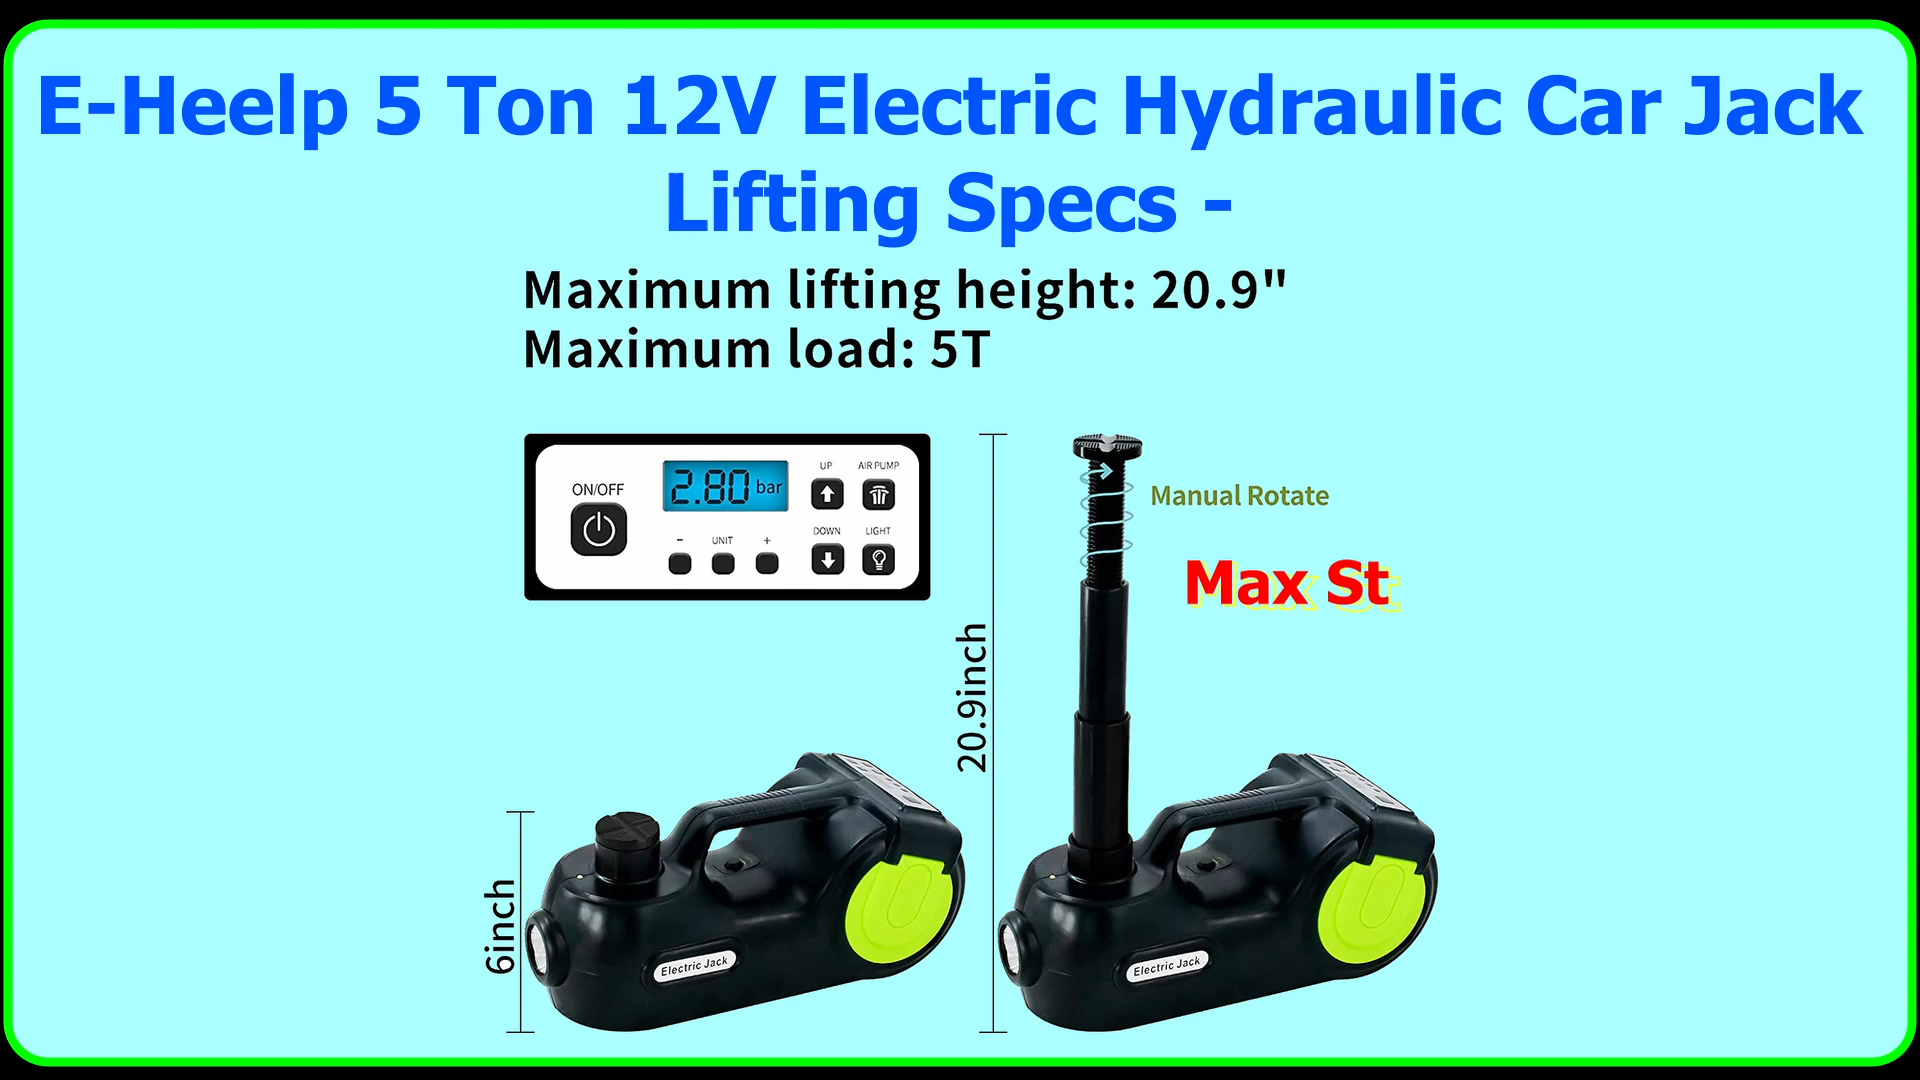 E-Heelp 5 Ton 12V Electric Hydraulic Car Jack
Lifting Specs -
Maximum lifting height: 20.9"
Maximum load: 5T
ON/OFF
2.80 bar
UP
AIR PUMP
- UNIT +
DOWN
LIGHT
Manual Rotate
Max St
20.9inch
6inch
Electric Jack
Electric Jack